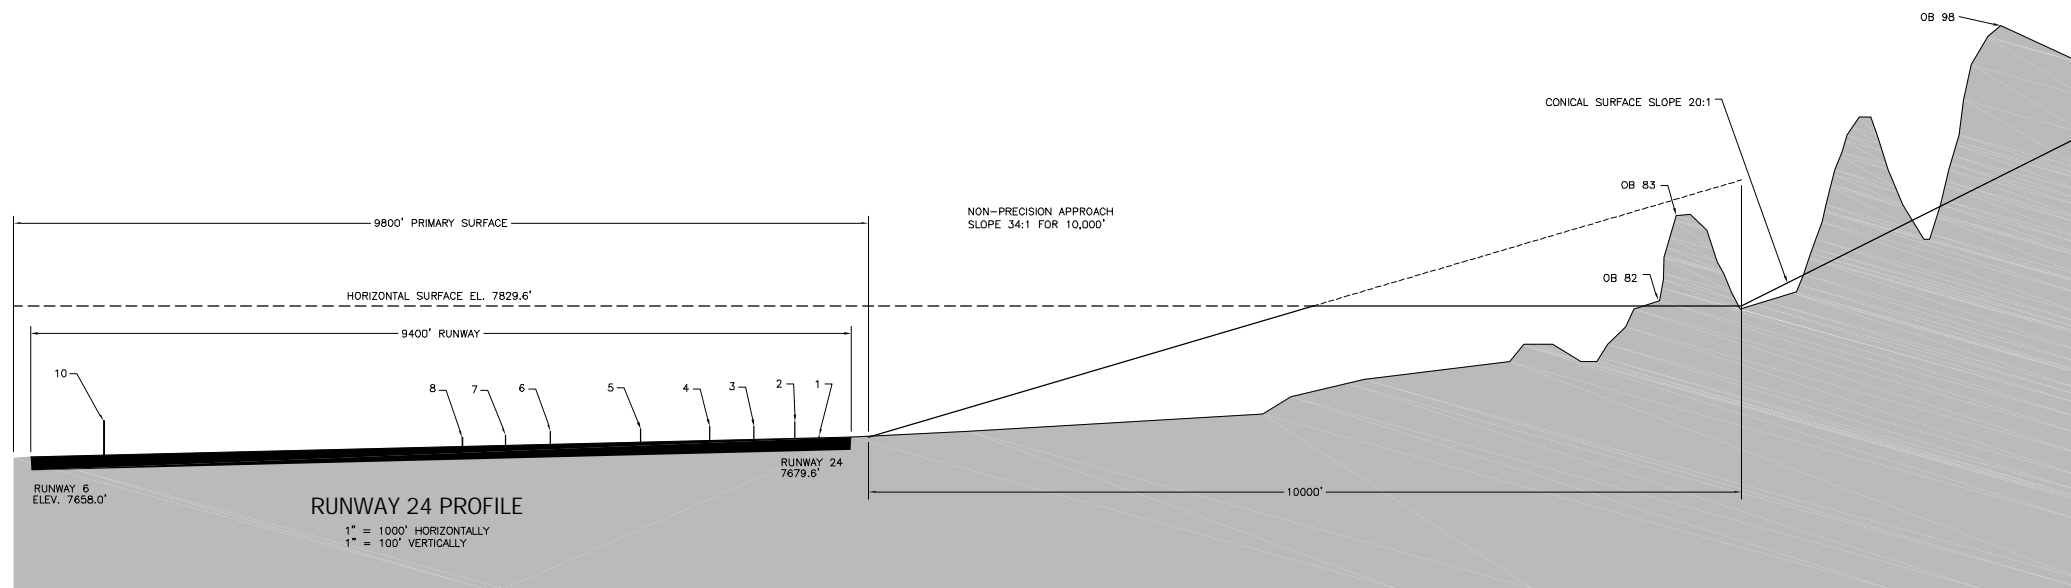 OB 98
CONICAL SURFACE SLOPE 20:1
OB 83
NON-PRECISION APPROACH
SLOPE 34:1 FOR 10,000'
9800' PRIMARY SURFACE
OB 82
HORIZONTAL SURFACE EL. 7829.6'
9400' RUNWAY
10
8
7
6
5
4
3
2
1
RUNWAY 24
7679.6'
RUNWAY 6
ELEV. 7658.0'
10000'
RUNWAY 24 PROFILE
1" = 1000' HORIZONTALLY
1" = 100' VERTICALLY